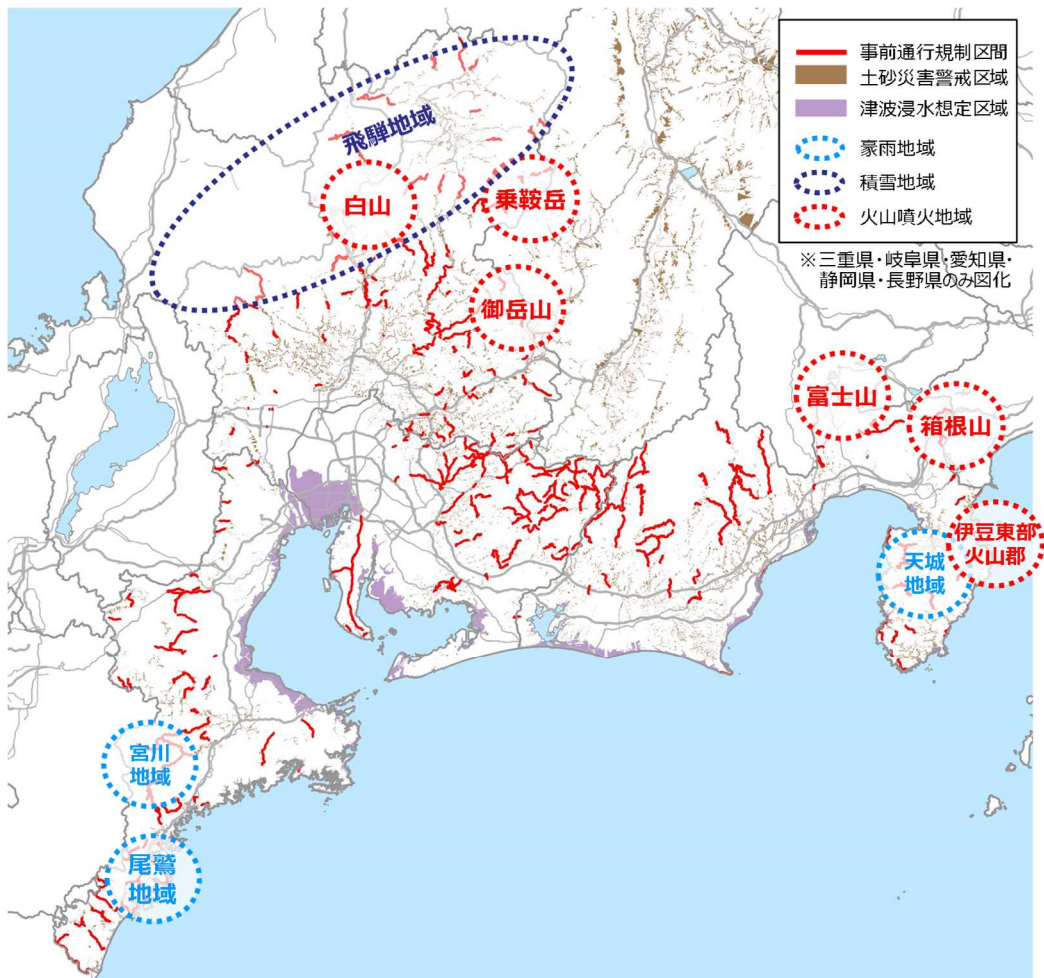 事前通行規制区間
土砂災害警戒区域
津波浸水想定区域
豪雨地域
積雪地域
火山噴火地域
※三重県・岐阜県・愛知県・
静岡県・長野県のみ図化
飛騨地域
白山
乗鞍岳
御岳山
富士山
箱根山
伊豆東部
火山郡
天城
地域
宮川
地域
尾鷲
地域